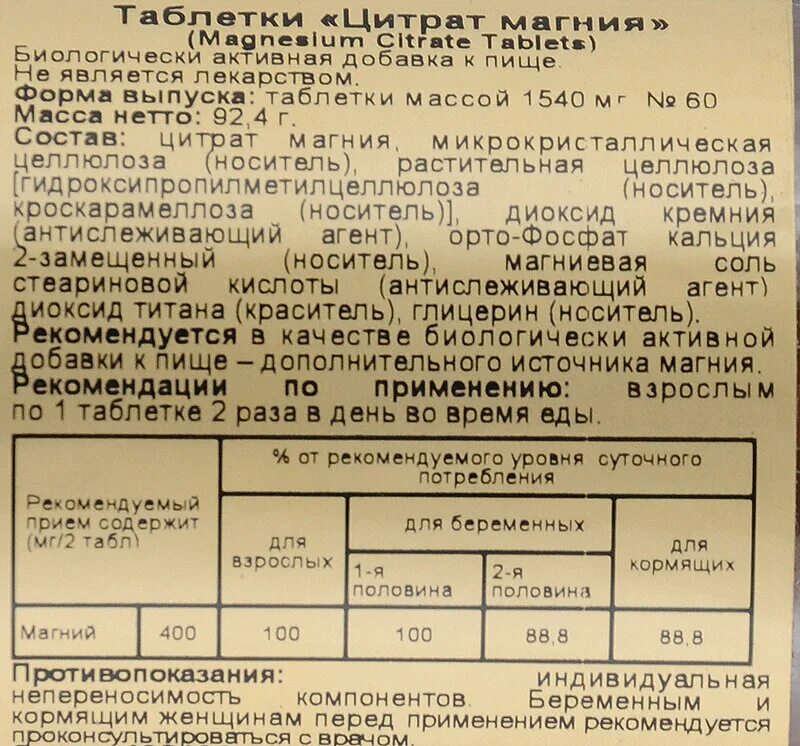 Таблетки «Цитрат магния»
(Magnesium Citrate Tablets)
Биологически активная добавка к пище.
Не является лекарством.
Форма выпуска: таблетки массой 1540 мг № 60
Масса нетто: 92,4 г.
Состав: цитрат магния, микрокристаллическая
целлюлоза (носитель), растительная целлюлоза
[гидроксипропилметилцеллюлоза (носитель),
кроскарамеллоза (носитель)], диоксид кремния
(антислеживающий агент), орто-Фосфат кальция
2-замещенный (носитель), магниевая соль
стеариновой кислоты (антислеживающий агент)
диоксид титана (краситель), глицерин (носитель).
Рекомендуется в качестве биологически активной
добавки к пище – дополнительного источника магния.
Рекомендации по применению: взрослым
по 1 таблетке 2 раза в день во время еды.
% от рекомендуемого уровня суточного
потребления
Рекомендуемый
прием содержит
(мг/2 табл)
для
взрослых
для беременных
1-я
половина
2-я
половина
для
кормящих
Магний 400 100 100 88,8 88,8
Противопоказания: индивидуальная
непереносимость компонентов. Беременным и
кормящим женщинам перед применением рекомендуется
проконсультироваться с врачом.